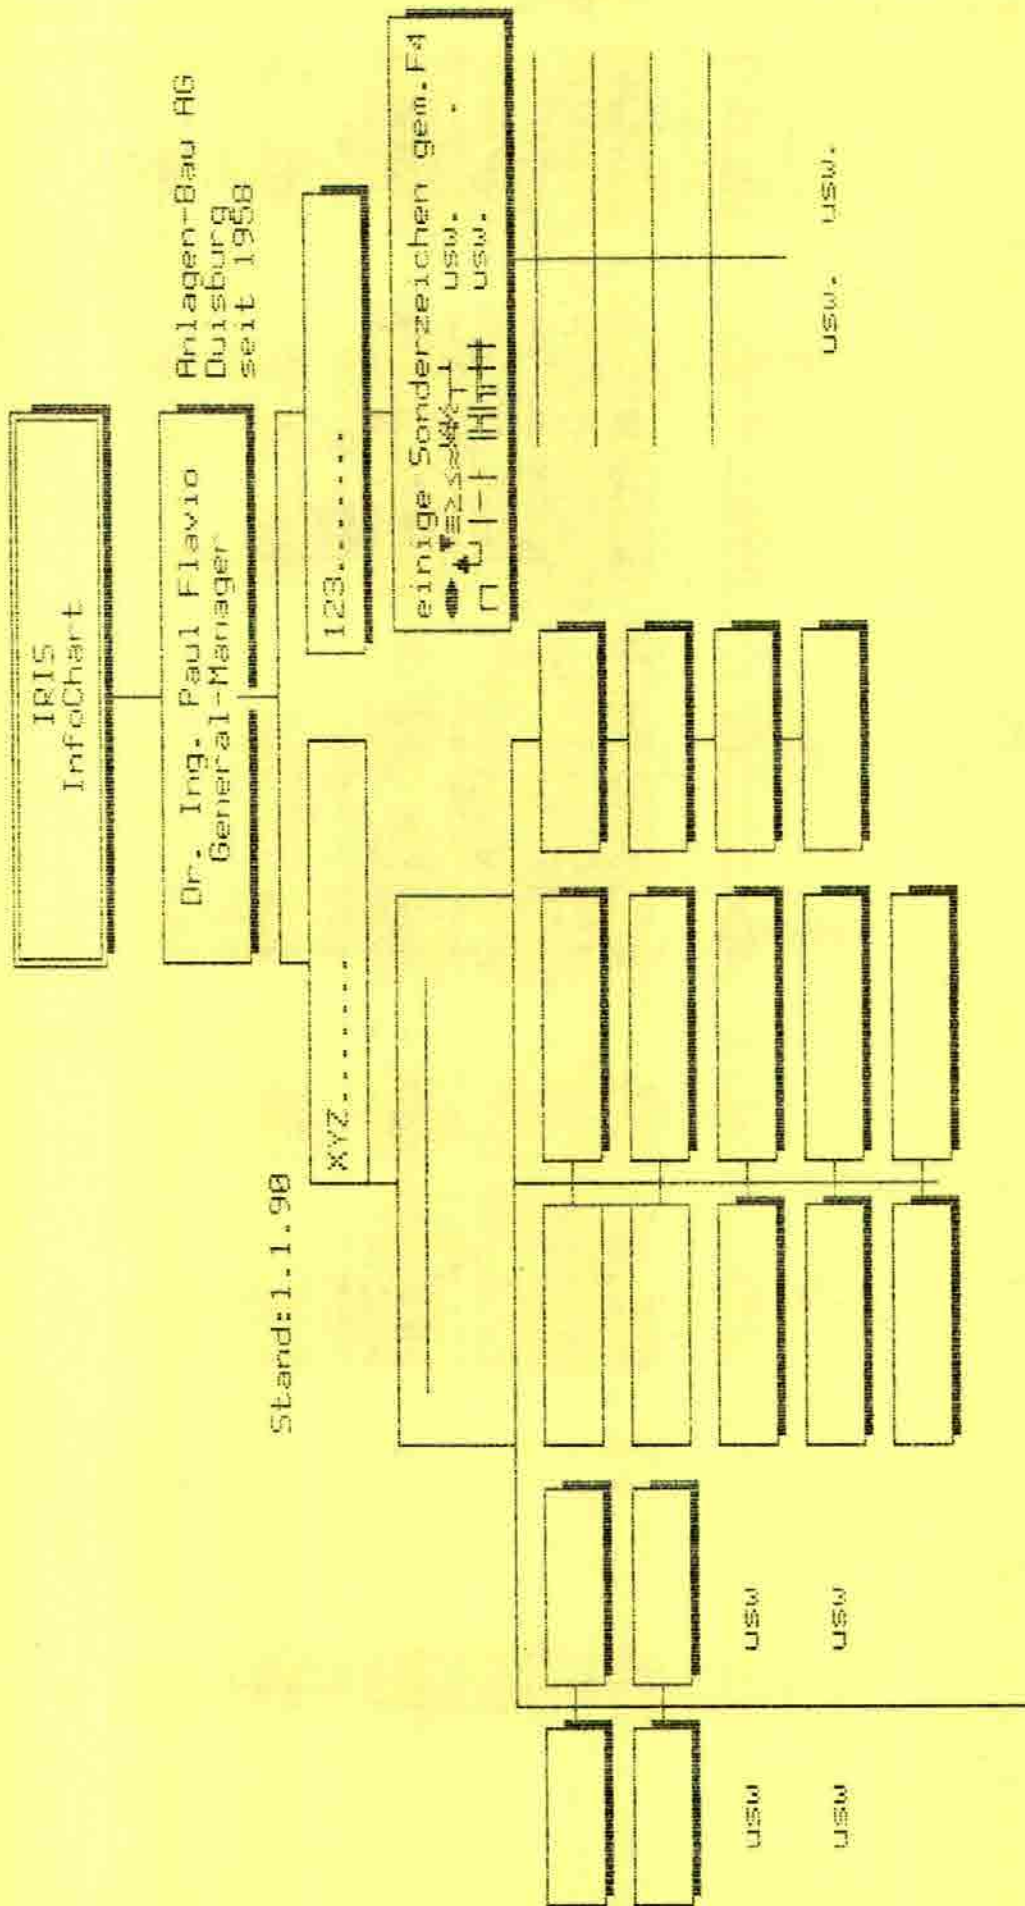 IRIS
InfoChart
Dr. Ing. Paul Flavio
General-Manager
Anlagen-Bau AG
Duisburg
seit 1958
Stand:1.1.90
XYZ........
123.......
einige Sonderzeichen gem.F4
usw.
usw.
usw. usw.
usw usw
usw usw